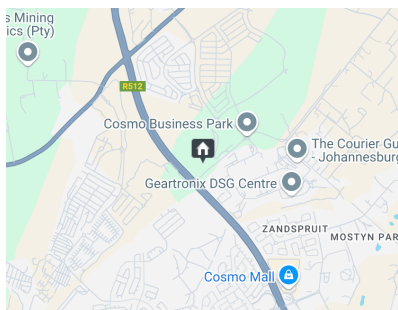 s Mining
ics (Pty)
R512
Cosmo Business Park
The Courier Gu
- Johannesburg
Geartronix DSG Centre
ZANDSPRUIT
MOSTYN PAR
Cosmo Mall